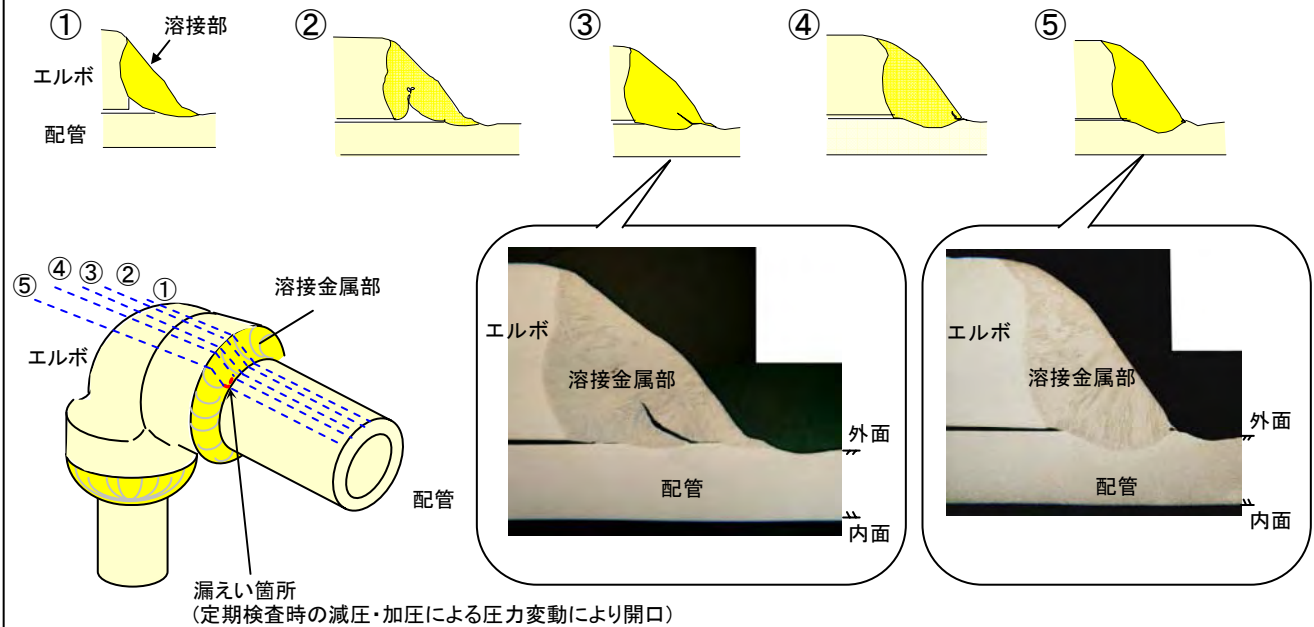 ① 溶接部 ② ③ ④ ⑤
エルボ
配管
⑤ ④ ③ ② ①
溶接金属部
エルボ
配管
漏えい箇所
(定期検査時の減圧・加圧による圧力変動により開口)
エルボ
溶接金属部
外面
配管
内面
エルボ
溶接金属部
外面
配管
内面